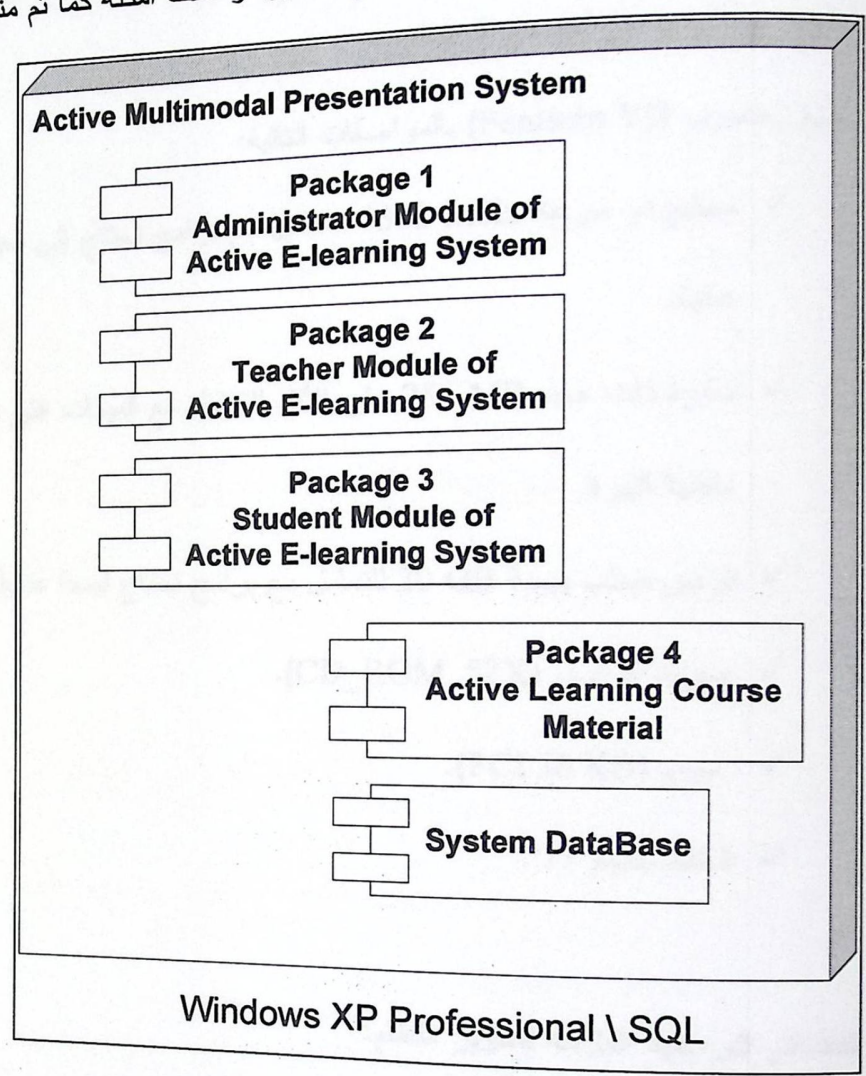 كما تم
Active Multimodal Presentation System
Package 1
Administrator Module of
Active E-learning System
Package 2
Teacher Module of
Active E-learning System
Package 3
Student Module of
Active E-learning System
Package 4
Active Learning Course
Material
System DataBase
Windows XP Professional \ SQL